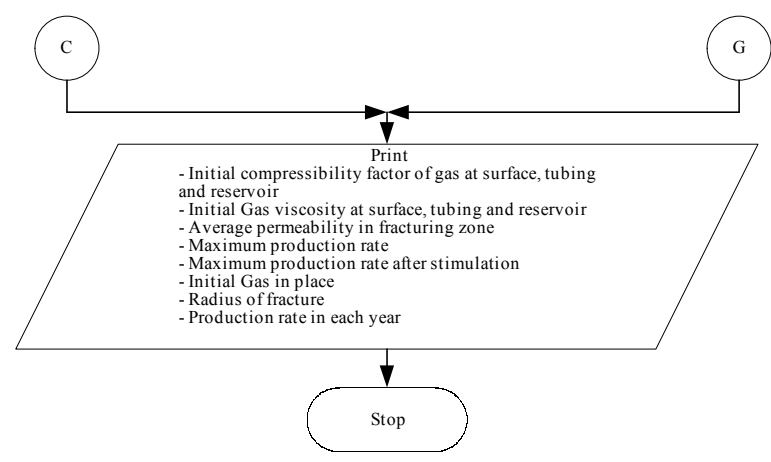 C
G
Print
- Initial compressibility factor of gas at surface, tubing
and reservoir
- Initial Gas viscosity at surface, tubing and reservoir
- Average permeability in fracturing zone
- Maximum production rate
- Maximum production rate after stimulation
- Initial Gas in place
- Radius of fracture
- Production rate in each year
Stop